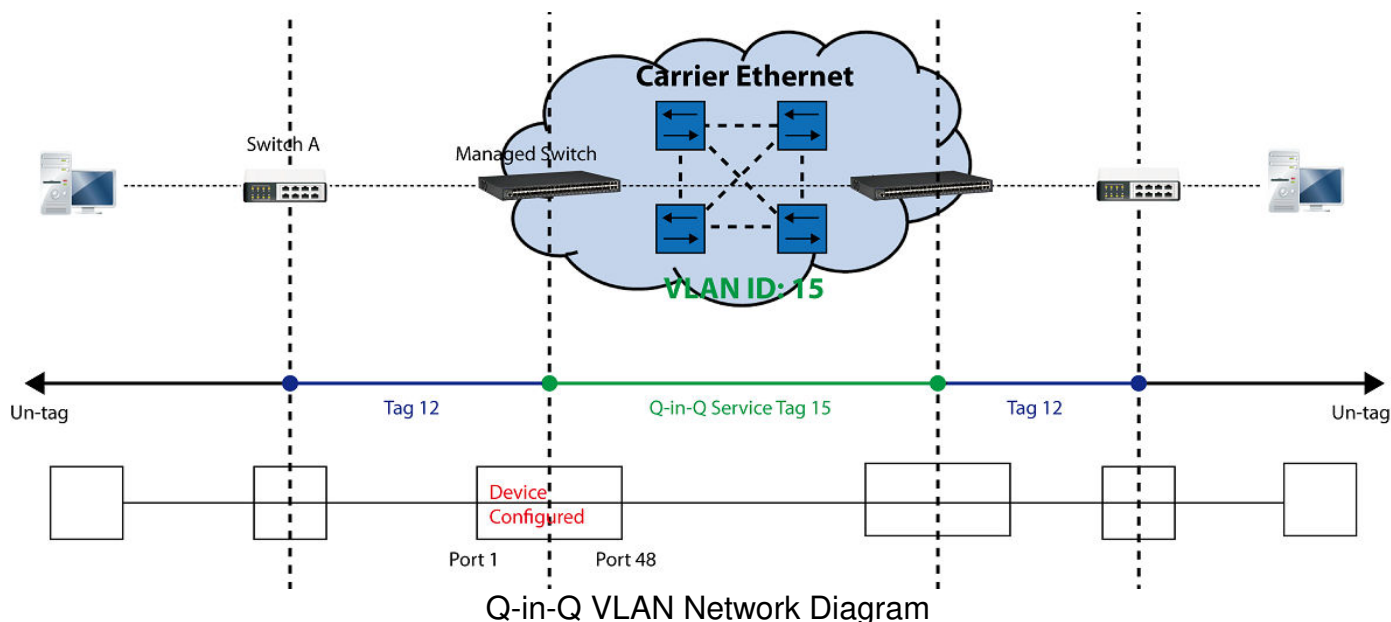 Carrier Ethernet
Switch A
Managed Switch
VLAN ID: 15
Un-tag
Tag 12
Q-in-Q Service Tag 15
Tag 12
Un-tag
Device
Configured
Port 1
Port 48
Q-in-Q VLAN Network Diagram